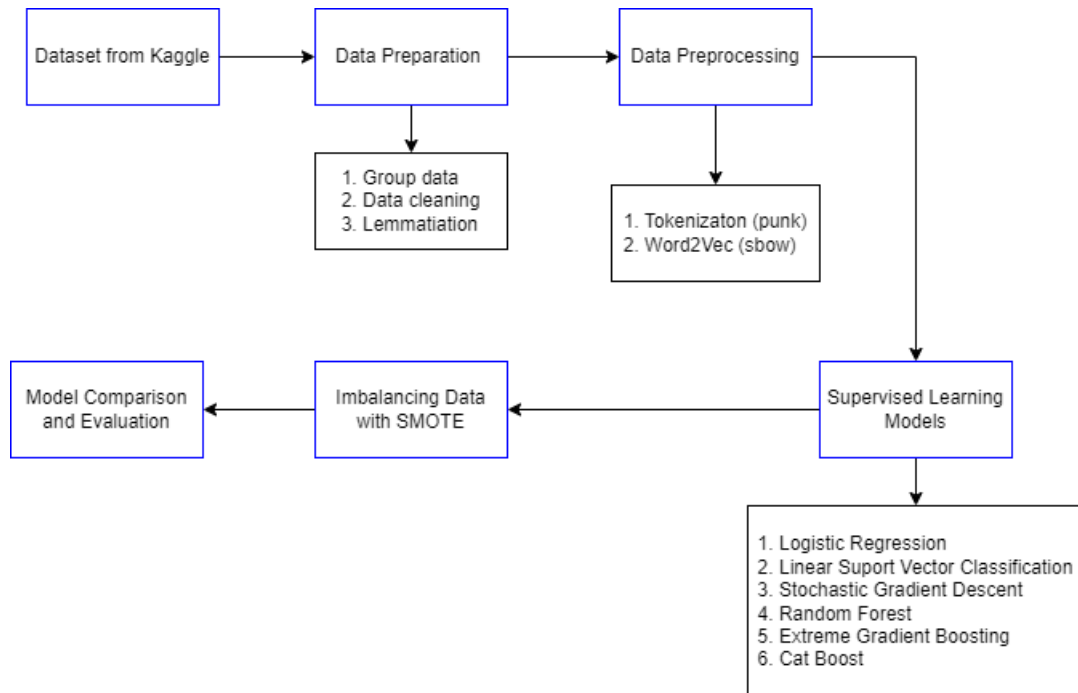 Dataset from Kaggle
Data Preparation
Data Preprocessing
1. Group data
2. Data cleaning
3. Lemmatiation
1. Tokenizaton (punk)
2. Word2Vec (sbow)
Model Comparison
and Evaluation
Imbalancing Data
with SMOTE
Supervised Learning
Models
1. Logistic Regression
2. Linear Suport Vector Classification
3. Stochastic Gradient Descent
4. Random Forest
5. Extreme Gradient Boosting
6. Cat Boost